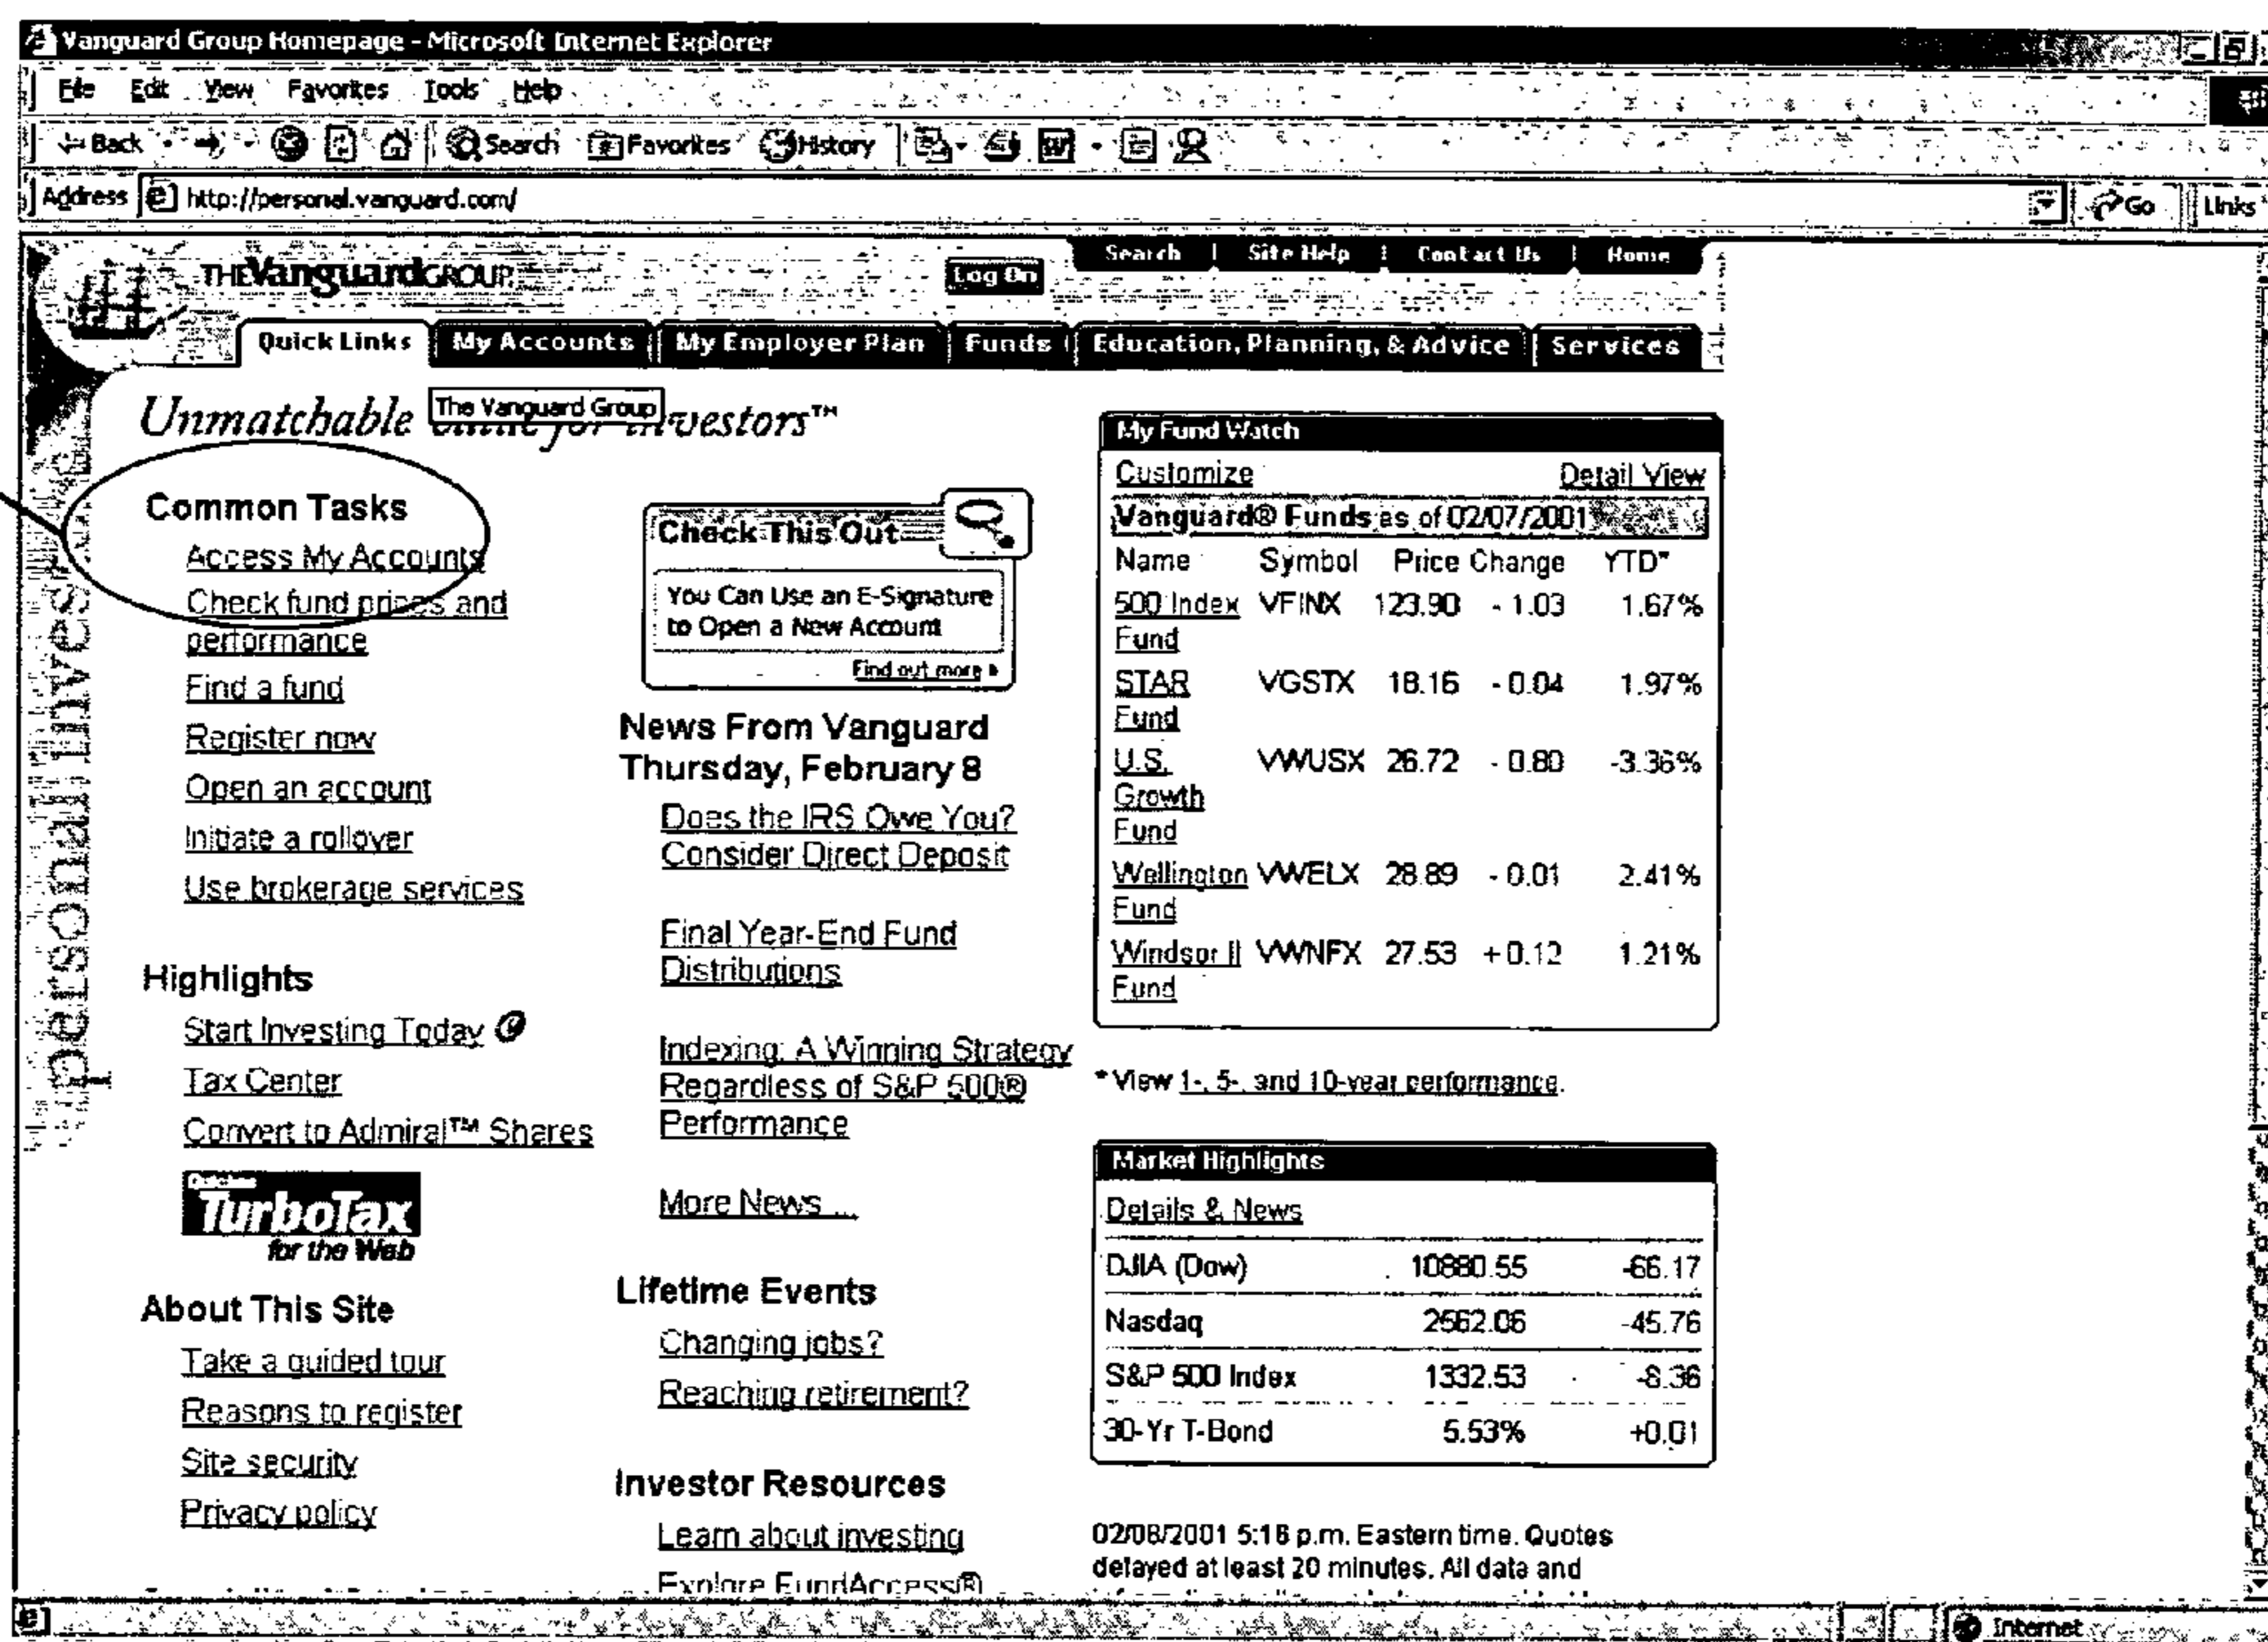 Vanguard Group Homepage - Microsoft Internet Explorer
File Edit View Favorites Tools Help
Back Search Favorites History
Address http://personal.vanguard.com/ Go Links
THE Vanguard GROUP.
Log On
Search | Site Help | Contact Us | Home
Quick Links My Accounts My Employer Plan Funds Education, Planning, & Advice Services
Personal Investors
Unmatchable vestors™
The Vanguard Group
Common Tasks
Access My Accounts
Check fund prices and
performance
Find a fund
Register now
Open an account
Initiate a rollover
Use brokerage services
Highlights
Start Investing Today
Tax Center
Convert to Admiral™ Shares
Quicken
TurboTax
for the Web
About This Site
Take a guided tour
Reasons to register
Site security
Privacy policy
Check This Out
You Can Use an E-Signature
to Open a New Account
Find out more
News From Vanguard
Thursday, February 8
Does the IRS Owe You?
Consider Direct Deposit
Final Year-End Fund
Distributions
Indexing: A Winning Strategy
Regardless of S&P 500®
Performance
More News ...
Lifetime Events
Changing jobs?
Reaching retirement?
Investor Resources
Learn about investing
Explore FundAccess®
My Fund Watch
Customize Detail View
Vanguard® Funds as of 02/07/2001
Name Symbol Price Change YTD*
500 Index VFINX 123.90 - 1.03 1.67%
Fund
STAR VGSTX 18.16 - 0.04 1.97%
Fund
U.S. VWUSX 26.72 - 0.80 -3.36%
Growth
Fund
Wellington VWELX 28.89 - 0.01 2.41%
Fund
Windsor II VWNFX 27.53 + 0.12 1.21%
Fund
* View 1-, 5-, and 10-year performance.
Market Highlights
Details & News
DJIA (Dow) 10880.55 -66.17
Nasdaq 2562.06 -45.76
S&P 500 Index 1332.53 -8.36
30-Yr T-Bond 5.53% +0.01
02/08/2001 5:18 p.m. Eastern time. Quotes
delayed at least 20 minutes. All data and
Internet